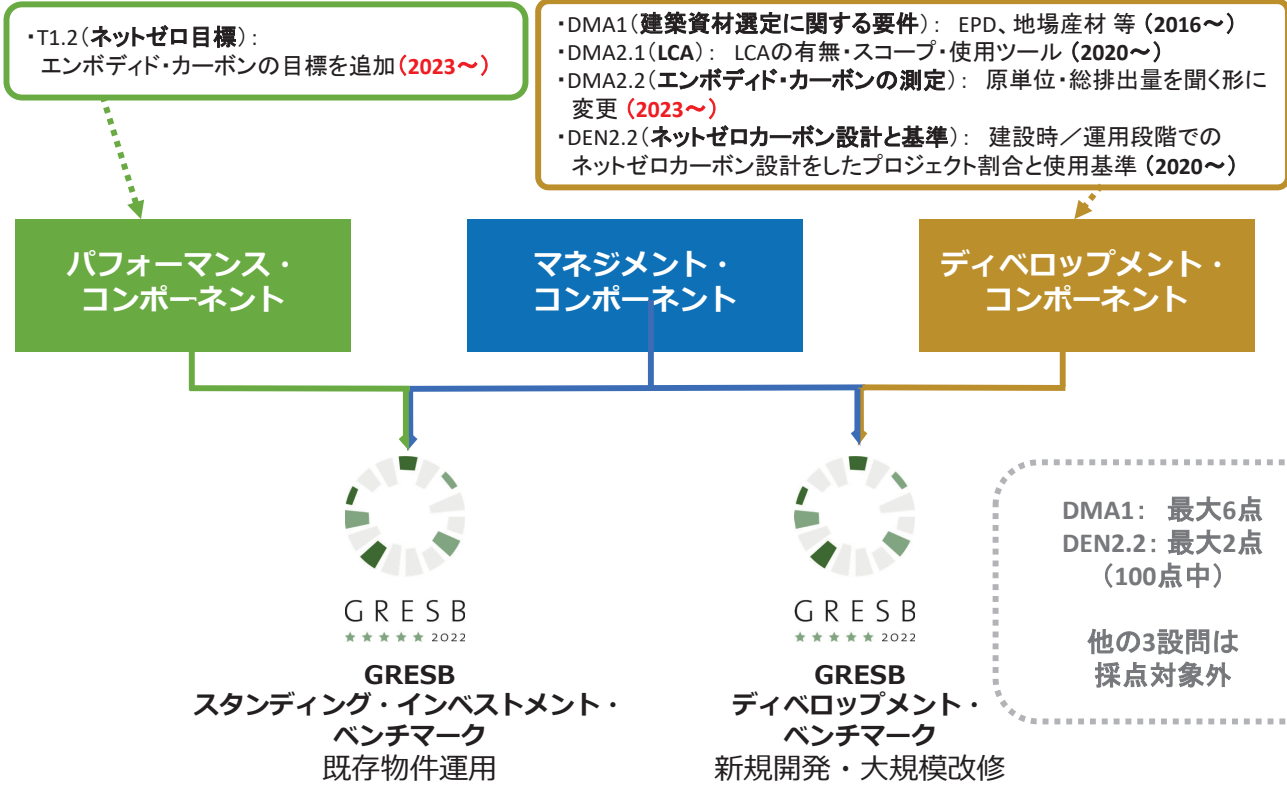 ・T1.2(ネットゼロ目標):
エンボディド・カーボンの目標を追加(2023～)
・DMA1(建築資材選定に関する要件): EPD、地場産材 等 (2016～)
・DMA2.1(LCA): LCAの有無・スコープ・使用ツール (2020～)
・DMA2.2(エンボディド・カーボンの測定): 原単位・総排出量を聞く形に
変更 (2023～)
・DEN2.2(ネットゼロカーボン設計と基準): 建設時／運用段階での
ネットゼロカーボン設計をしたプロジェクト割合と使用基準 (2020～)
パフォーマンス・
コンポーネント
マネジメント・
コンポーネント
ディベロップメント・
コンポーネント
GRESB
★★★★★ 2022
GRESB
スタンディング・インベストメント・
ベンチマーク
既存物件運用
GRESB
★★★★★ 2022
GRESB
ディベロップメント・
ベンチマーク
新規開発・大規模改修
DMA1: 最大6点
DEN2.2: 最大2点
（100点中）
他の3設問は
採点対象外